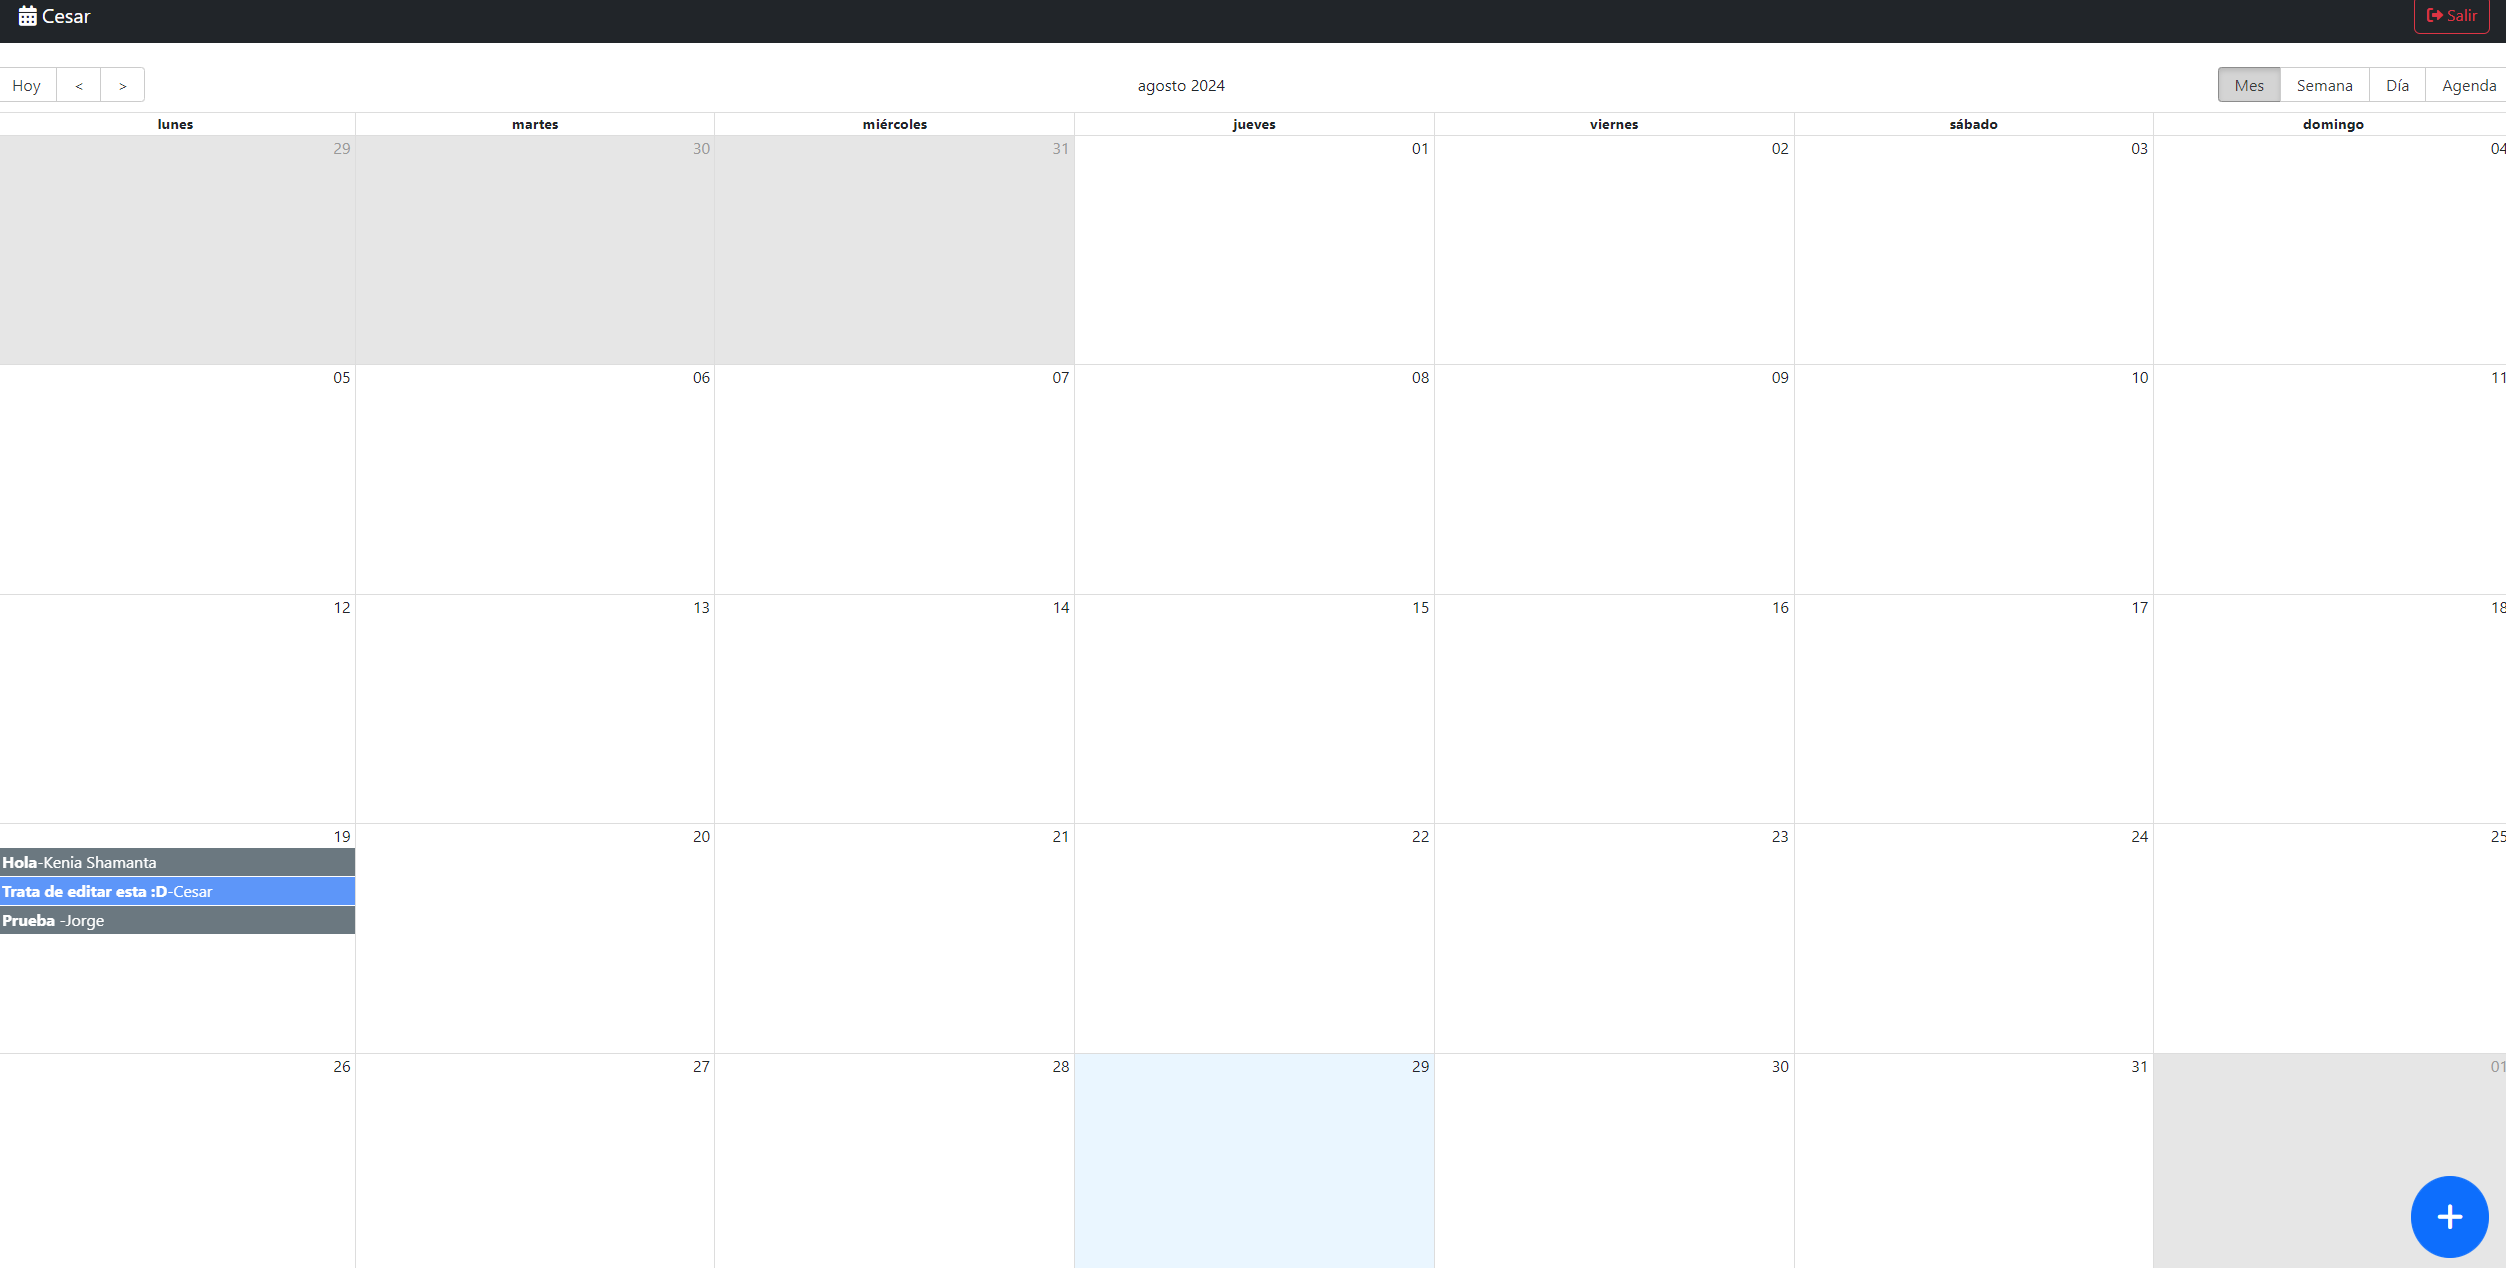 Cesar
Salir
Hoy < > agosto 2024 Mes Semana Día Agenda
lunes martes miércoles jueves viernes sábado domingo
29 30 31 01 02 03 04
05 06 07 08 09 10 11
12 13 14 15 16 17 18
19 20 21 22 23 24 25
Hola-Kenia Shamanta
Trata de editar esta :D-Cesar
Prueba -Jorge
26 27 28 29 30 31 01
+